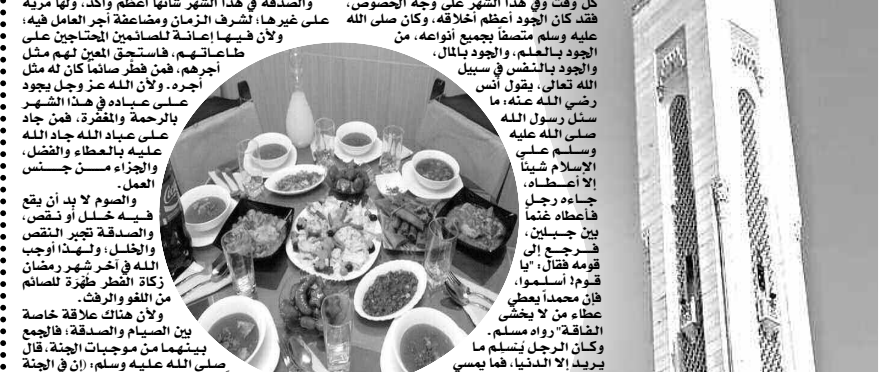 كل وقت وفي هذا الشهر على وجه الخصوص،
فقد كان الجود أعظم أخلاقه، وكان صلى الله
عليه وسلم متصفاً بجميع أنواعه، من
الجود بالعلم، والجود بالمال،
والجود بالنفس في سبيل
الله تعالى، يقول أنس
رضي الله عنه: ما
سئل رسول الله
صلى الله عليه
وسلم على
الإسلام شيئاً
إلا أعطاه،
جاءه رجل
فأعطاه غنماً
بين جبلين،
فرجع إلى
قومه فقال: "يا
قوم! أسلموا،
فإن محمداً يعطي
عطاء من لا يخشى
الفاقة" رواه مسلم.
وكان الرجل يُسلم ما
يريد إلا الدنيا، فما يمسي
والصدقة في هذا الشهر شأنها أعظم وآكد، ولها مزية
على غيرها؛ لشرف الزمان ومضاعفة أجر العامل فيه؛
ولأن فيها إعانة للصائمين المحتاجين على
طاعاتهم، فاستحق المعين لهم مثل
أجرهم، فمن فطّر صائماً كان له مثل
أجره. ولأن الله عز وجل يجود
على عباده في هذا الشهر
بالرحمة والمغفرة، فمن جاد
على عباد الله جاد الله
عليه بالعطاء والفضل،
والجزاء من جنس
العمل.
والصوم لا بد أن يقع
فيه خلل أو نقص،
والصدقة تجبر النقص
والخلل؛ ولهذا أوجب
الله في آخر شهر رمضان
زكاة الفطر طُهْرَة للصائم
من اللغو والرفث.
ولأن هناك علاقة خاصة
بين الصيام والصدقة؛ فالجمع
بينهما من موجبات الجنة، قال
صلى الله عليه وسلم: (إن في الجنة